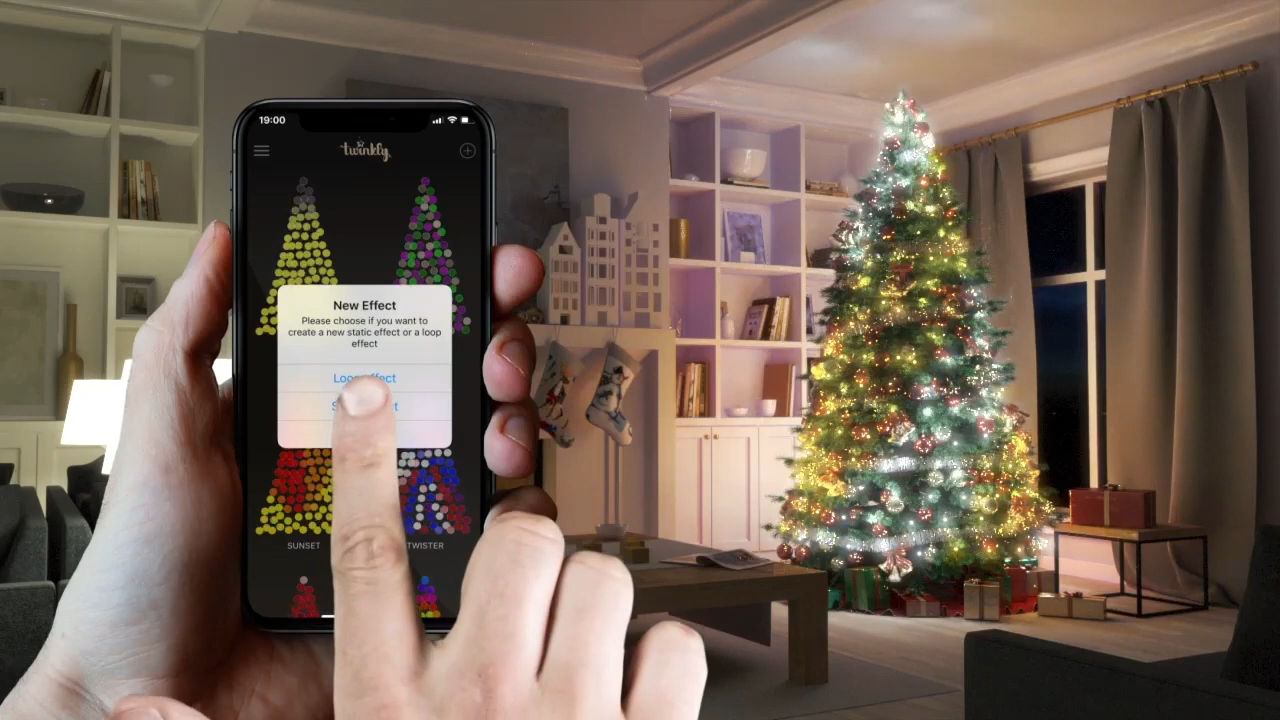 19:00
twinkly
New Effect
Please choose if you want to
create a new static effect or a loop
effect
SUNSET
TWISTER